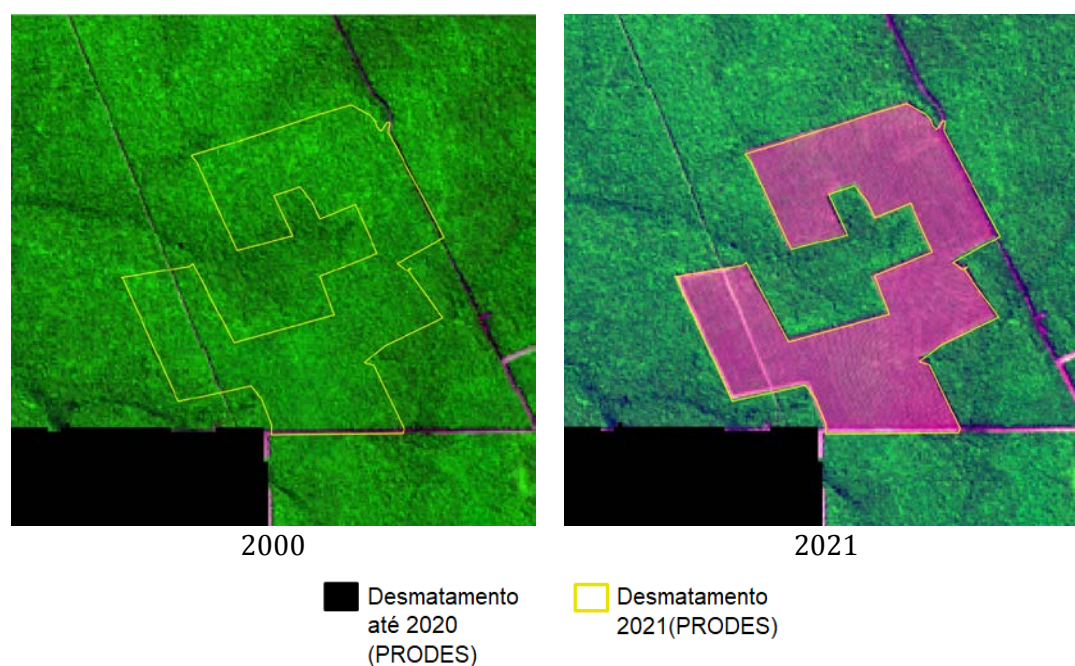 2000
2021
Desmatamento
até 2020
(PRODES)
Desmatamento
2021(PRODES)